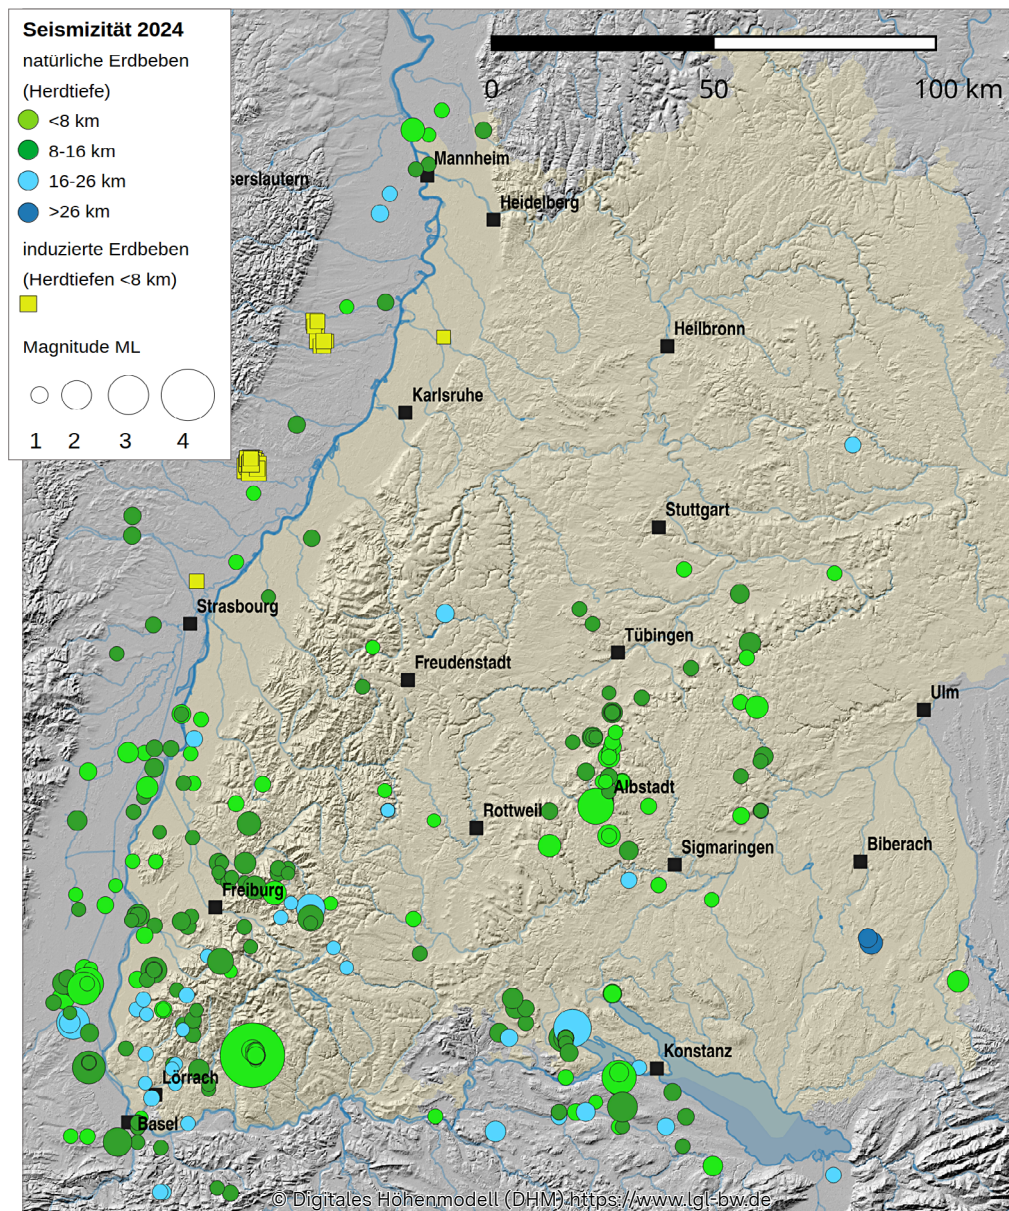 Seismizität 2024
natürliche Erdbeben
(Herdtiefe)
<8 km
8-16 km
16-26 km
>26 km
induzierte Erdbeben
(Herdtiefen <8 km)
Magnitude ML
1 2 3 4
0 50 100 km
Mannheim
serslautern
Heidelberg
Heilbronn
Karlsruhe
Stuttgart
Strasbourg
Tübingen
Freudenstadt
Ulm
Albstadt
Rottweil
Sigmaringen
Biberach
Freiburg
Konstanz
Lörrach
Basel
© Digitales Höhenmodell (DHM) https://www.lgl-bw.de